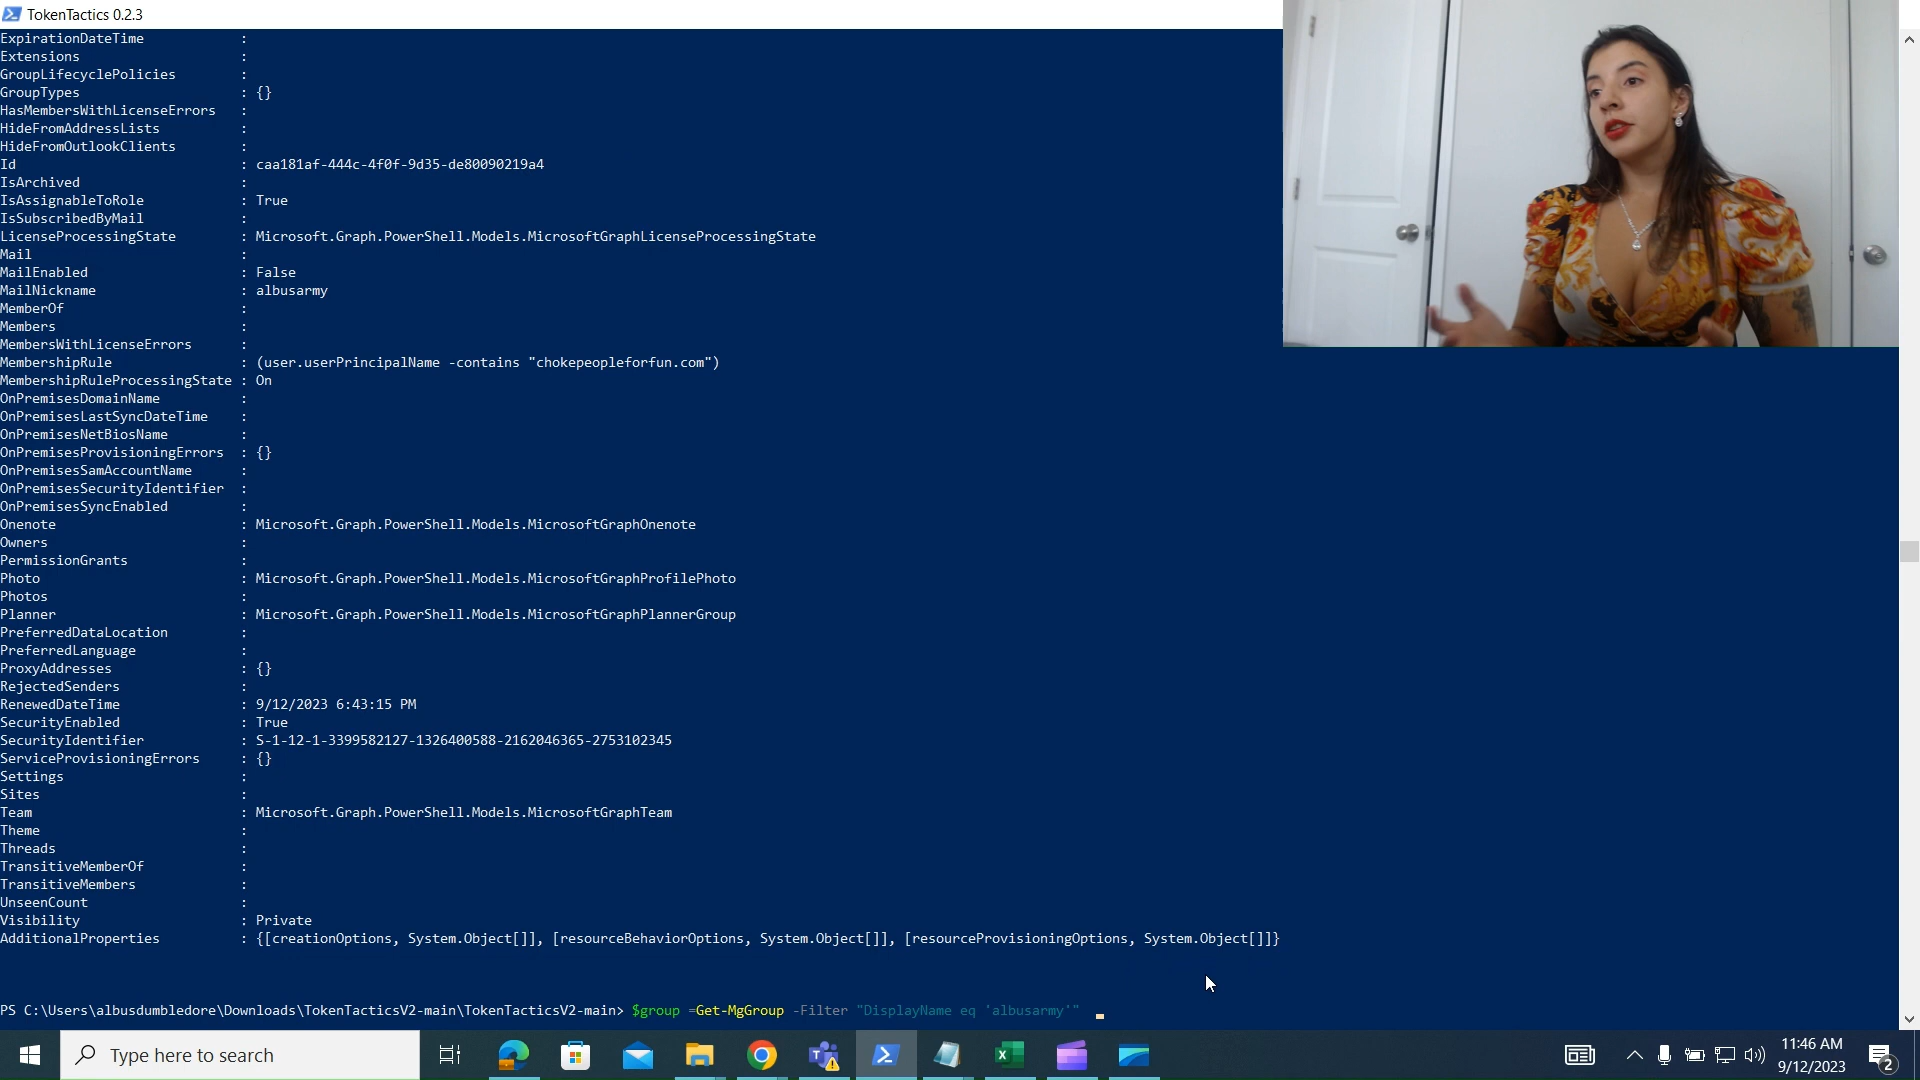 TokenTactics 0.2.3
ExpirationDateTime :
Extensions :
GroupLifecyclePolicies :
GroupTypes : {}
HasMembersWithLicenseErrors :
HideFromAddressLists :
HideFromOutlookClients :
Id : caa181af-444c-4f0f-9d35-de80090219a4
IsArchived :
IsAssignableToRole : True
IsSubscribedByMail :
LicenseProcessingState : Microsoft.Graph.PowerShell.Models.MicrosoftGraphLicenseProcessingState
Mail :
MailEnabled : False
MailNickname : albusarmy
MemberOf :
Members :
MembersWithLicenseErrors :
MembershipRule : (user.userPrincipalName -contains "chokepeopleforfun.com")
MembershipRuleProcessingState : On
OnPremisesDomainName :
OnPremisesLastSyncDateTime :
OnPremisesNetBiosName :
OnPremisesProvisioningErrors : {}
OnPremisesSamAccountName :
OnPremisesSecurityIdentifier :
OnPremisesSyncEnabled :
Onenote : Microsoft.Graph.PowerShell.Models.MicrosoftGraphOnenote
Owners :
PermissionGrants :
Photo : Microsoft.Graph.PowerShell.Models.MicrosoftGraphProfilePhoto
Photos :
Planner : Microsoft.Graph.PowerShell.Models.MicrosoftGraphPlannerGroup
PreferredDataLocation :
PreferredLanguage :
ProxyAddresses : {}
RejectedSenders :
RenewedDateTime : 9/12/2023 6:43:15 PM
SecurityEnabled : True
SecurityIdentifier : S-1-12-1-3399582127-1326400588-2162046365-2753102345
ServiceProvisioningErrors : {}
Settings :
Sites :
Team : Microsoft.Graph.PowerShell.Models.MicrosoftGraphTeam
Theme :
Threads :
TransitiveMemberOf :
TransitiveMembers :
UnseenCount :
Visibility : Private
AdditionalProperties : {[creationOptions, System.Object[]], [resourceBehaviorOptions, System.Object[]], [resourceProvisioningOptions, System.Object[]]}
PS C:\Users\albusdumbledore\Downloads\TokenTacticsV2-main\TokenTacticsV2-main> $group =Get-MgGroup -Filter "DisplayName eq 'albusarmy'"
Type here to search
11:46 AM
9/12/2023
2